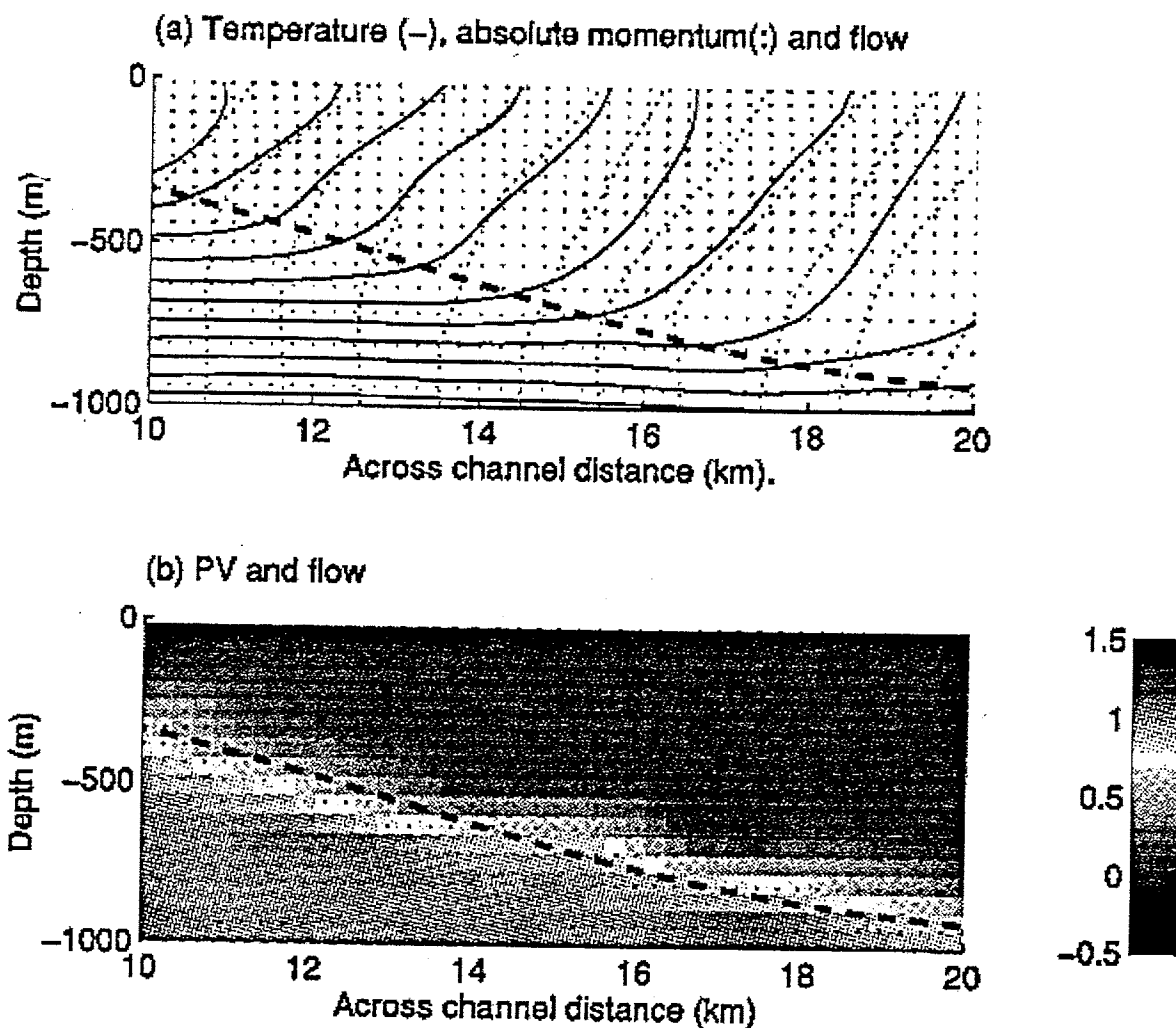 (a) Temperature (–), absolute momentum(:) and flow
0
–500
–1000
Depth (m)
10 12 14 16 18 20
Across channel distance (km).
(b) PV and flow
0
–500
–1000
Depth (m)
10 12 14 16 18 20
Across channel distance (km)
1.5
1
0.5
0
–0.5